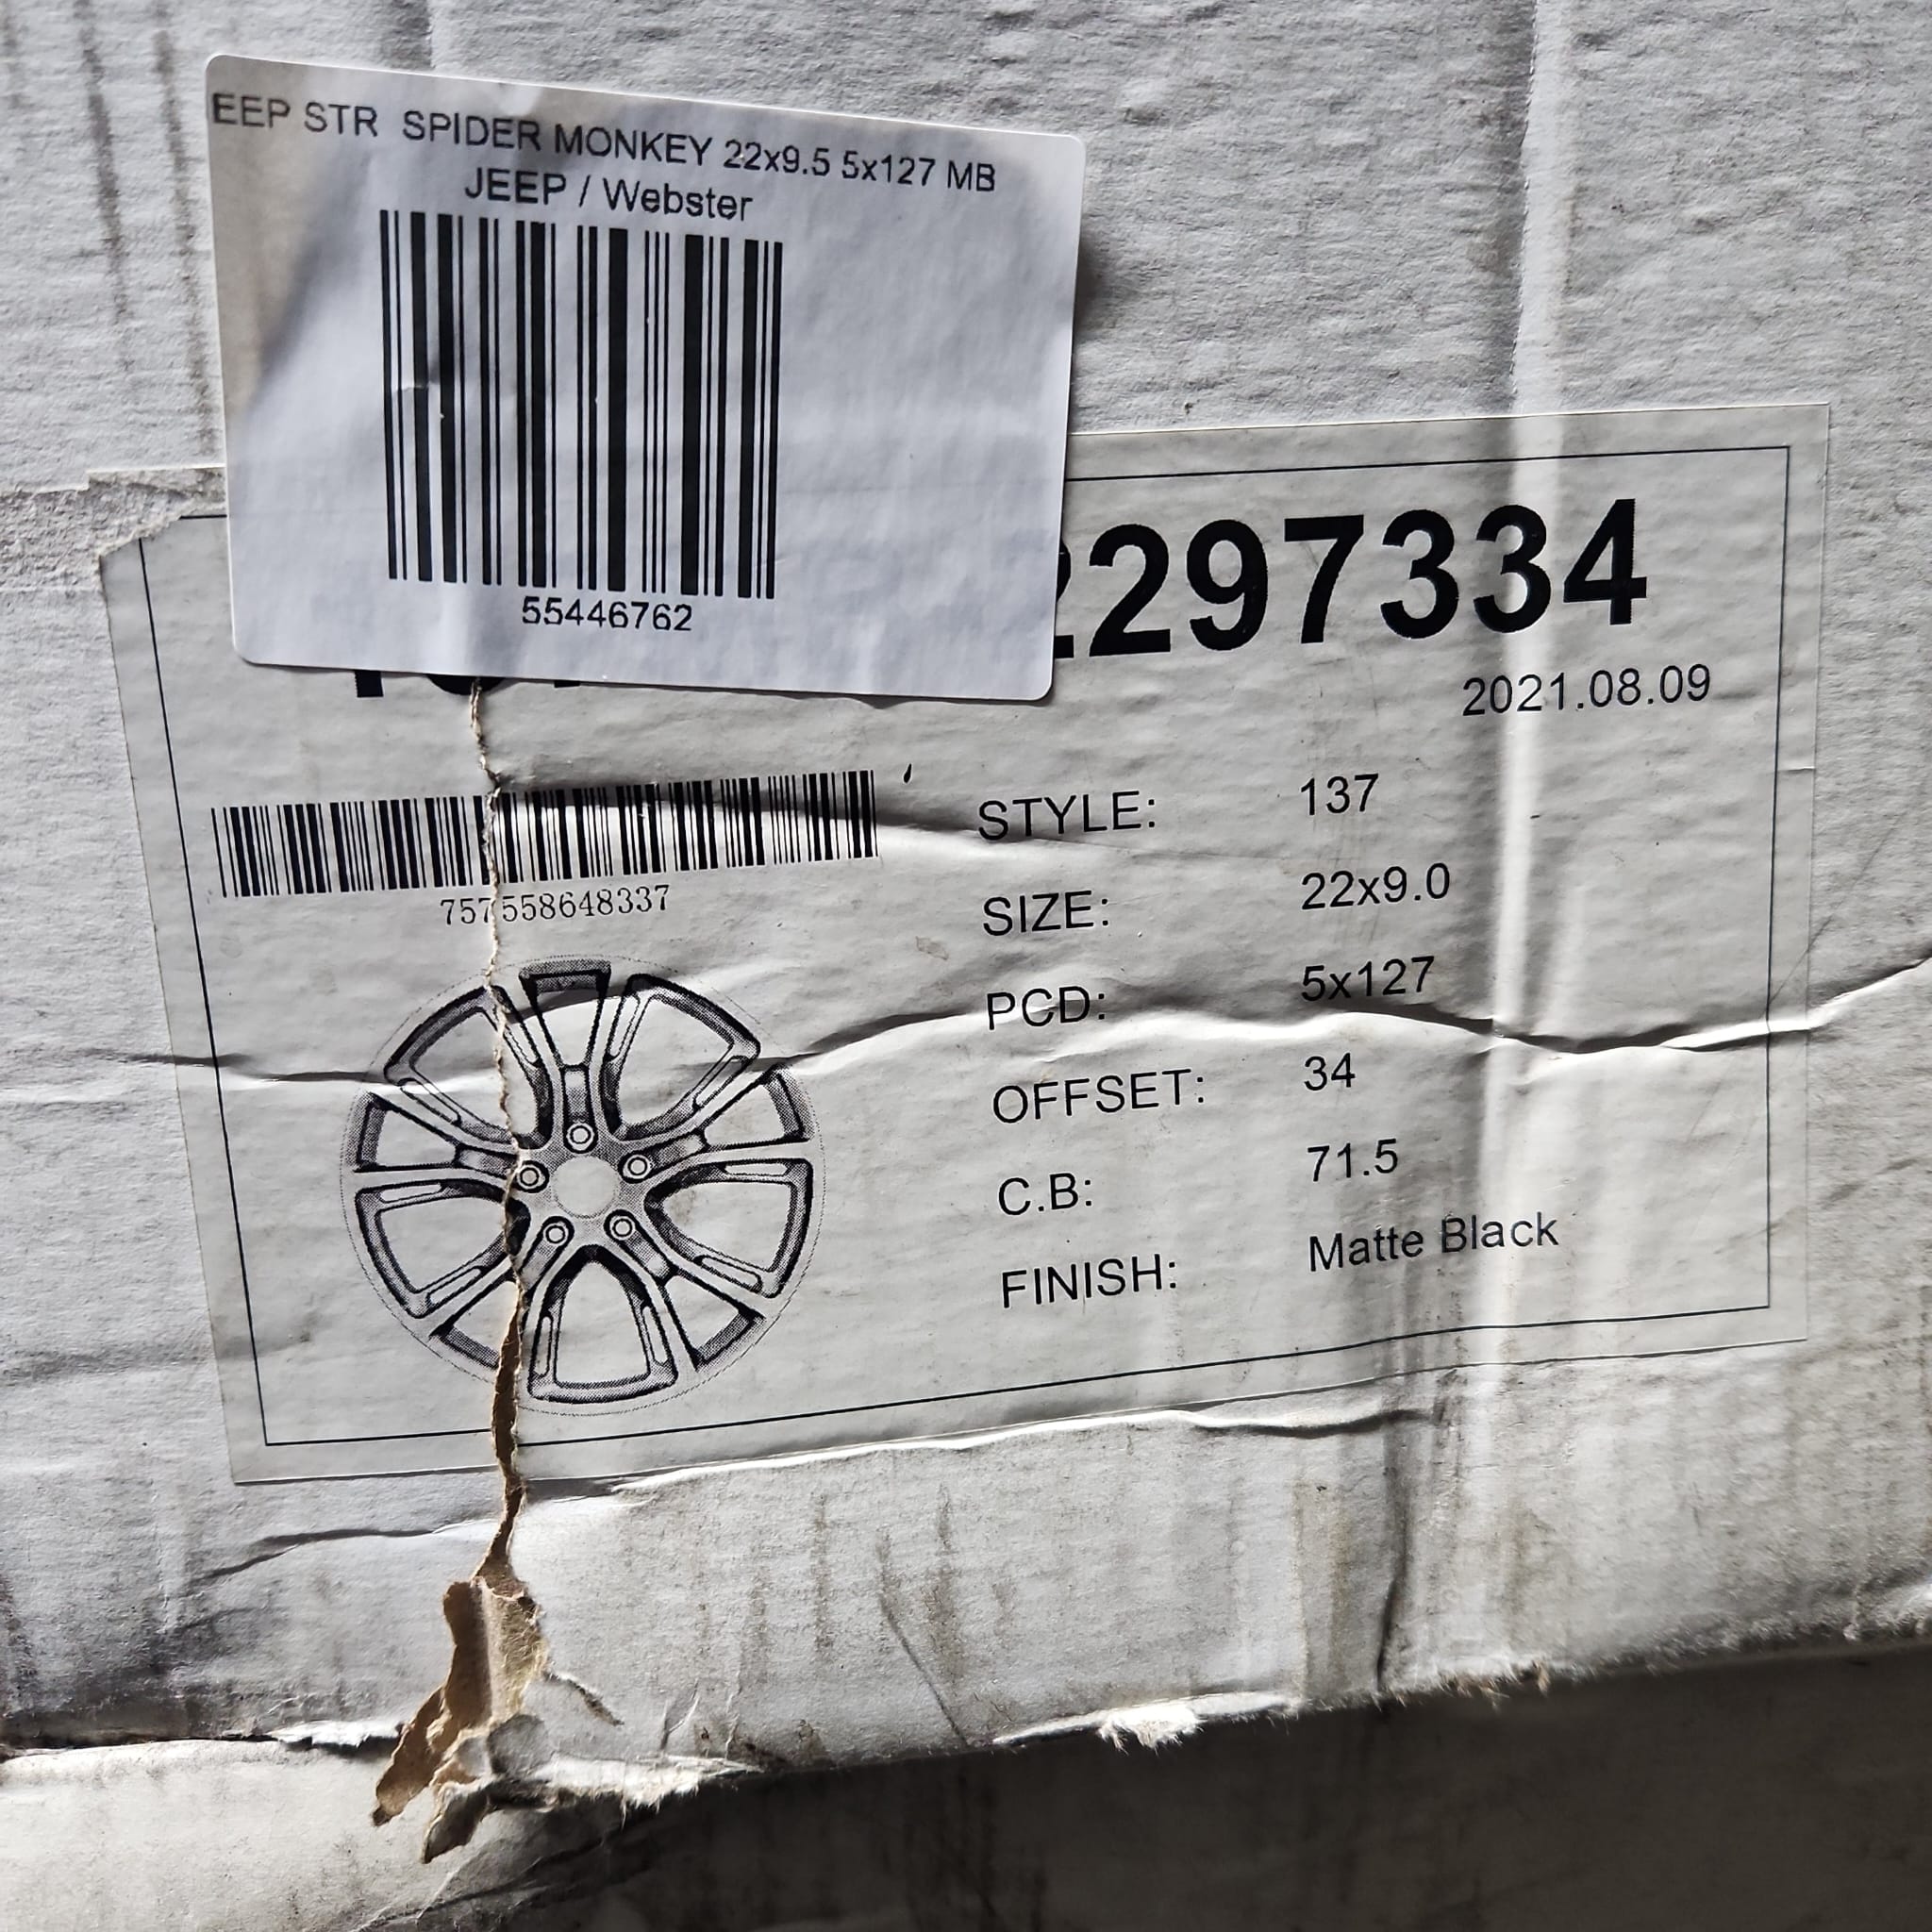 EEP STR SPIDER MONKEY 22x9.5 5x127 MB
JEEP / Webster
55446762
2297334
2021.08.09
757558648337
STYLE: 137
SIZE: 22x9.0
PCD: 5x127
OFFSET: 34
C.B: 71.5
FINISH: Matte Black